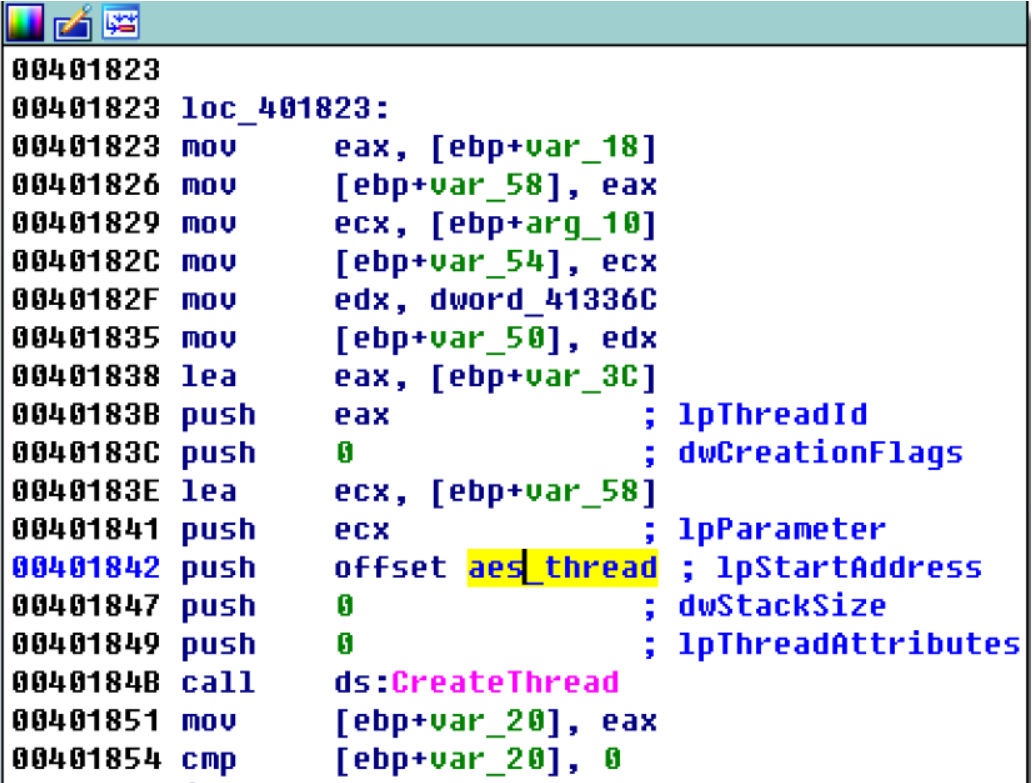 00401823
00401823 loc_401823:
00401823 mov eax, [ebp+var_18]
00401826 mov [ebp+var_58], eax
00401829 mov ecx, [ebp+arg_10]
0040182C mov [ebp+var_54], ecx
0040182F mov edx, dword_41336C
00401835 mov [ebp+var_50], edx
00401838 lea eax, [ebp+var_3C]
0040183B push eax ; lpThreadId
0040183C push 0 ; dwCreationFlags
0040183E lea ecx, [ebp+var_58]
00401841 push ecx ; lpParameter
00401842 push offset aes_thread ; lpStartAddress
00401847 push 0 ; dwStackSize
00401849 push 0 ; lpThreadAttributes
0040184B call ds:CreateThread
00401851 mov [ebp+var_20], eax
00401854 cmp [ebp+var_20], 0